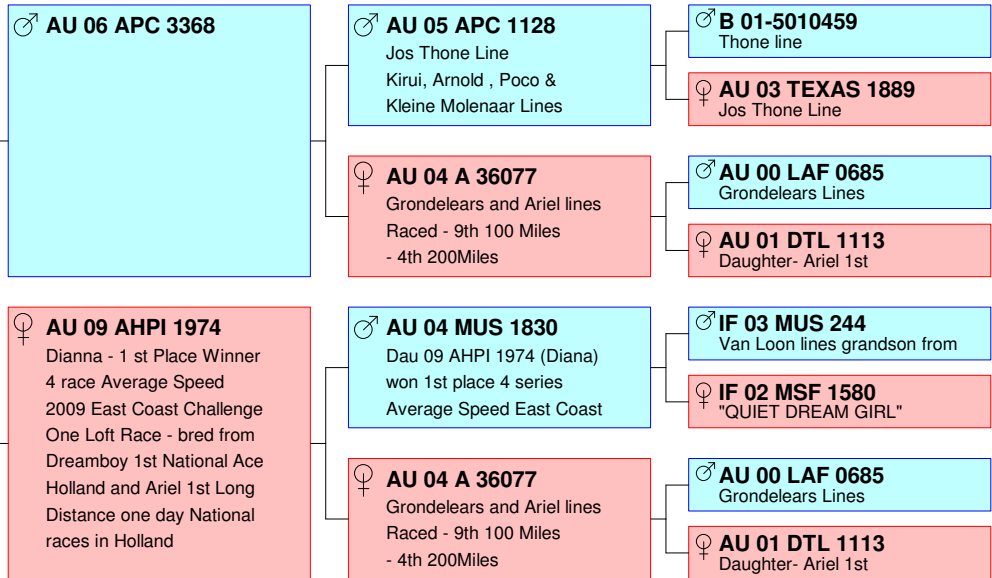 AU 06 APC 3368
AU 05 APC 1128
Jos Thone Line
Kirui, Arnold , Poco &
Kleine Molenaar Lines
B 01-5010459
Thone line
AU 03 TEXAS 1889
Jos Thone Line
AU 04 A 36077
Grondelears and Ariel lines
Raced - 9th 100 Miles
- 4th 200Miles
AU 00 LAF 0685
Grondelears Lines
AU 01 DTL 1113
Daughter- Ariel 1st
AU 09 AHPI 1974
Dianna - 1 st Place Winner
4 race Average Speed
2009 East Coast Challenge
One Loft Race - bred from
Dreamboy 1st National Ace
Holland and Ariel 1st Long
Distance one day National
races in Holland
AU 04 MUS 1830
Dau 09 AHPI 1974 (Diana)
won 1st place 4 series
Average Speed East Coast
IF 03 MUS 244
Van Loon lines grandson from
IF 02 MSF 1580
"QUIET DREAM GIRL"
AU 04 A 36077
Grondelears and Ariel lines
Raced - 9th 100 Miles
- 4th 200Miles
AU 00 LAF 0685
Grondelears Lines
AU 01 DTL 1113
Daughter- Ariel 1st